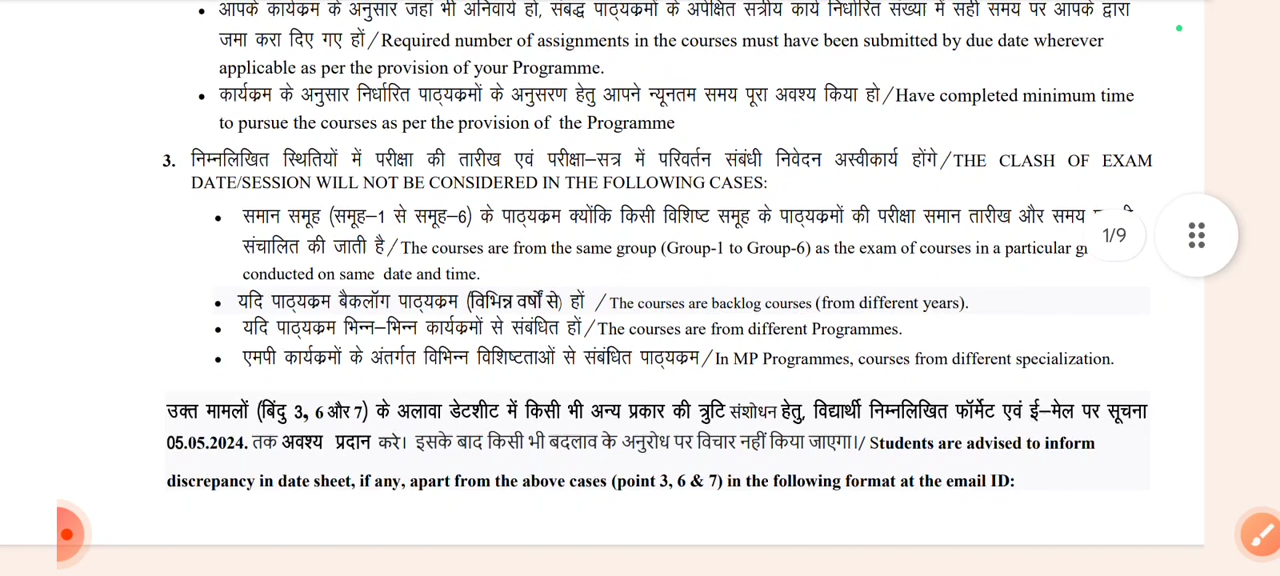 आपके कार्यक्रम के अनुसार जहां भी अनिवार्य हो, संबद्ध पाठ्यक्रमों के अपेक्षित सत्रीय कार्य निर्धारित संख्या में सही समय पर आपके द्वारा
जमा करा दिए गए हों/Required number of assignments in the courses must have been submitted by due date wherever
applicable as per the provision of your Programme.
• कार्यक्रम के अनुसार निर्धारित पाठ्यक्रमों के अनुसरण हेतु आपने न्यूनतम समय पूरा अवश्य किया हो/Have completed minimum time
to pursue the courses as per the provision of the Programme
3. निम्नलिखित स्थितियों में परीक्षा की तारीख एवं परीक्षा–सत्र में परिवर्तन संबंधी निवेदन अस्वीकार्य होंगे/THE CLASH OF EXAM
DATE/SESSION WILL NOT BE CONSIDERED IN THE FOLLOWING CASES:
• समान समूह (समूह–1 से समूह–6) के पाठ्यक्रम क्योंकि किसी विशिष्ट समूह के पाठ्यक्रमों की परीक्षा समान तारीख और समय
संचालित की जाती है/The courses are from the same group (Group-1 to Group-6) as the exam of courses in a particular
1/9
conducted on same date and time.
• यदि पाठ्यक्रम बैकलॉग पाठ्यक्रम (विभिन्न वर्षों से) हों /The courses are backlog courses (from different years).
• यदि पाठ्यक्रम भिन्न–भिन्न कार्यक्रमों से संबंधित हों/The courses are from different Programmes.
• एमपी कार्यक्रमों के अंतर्गत विभिन्न विशिष्टताओं से संबंधित पाठ्यक्रम/In MP Programmes, courses from different specialization.
उक्त मामलों (बिंदु 3, 6 और 7) के अलावा डेटशीट में किसी भी अन्य प्रकार की त्रुटि संशोधन हेतु, विद्यार्थी निम्नलिखित फॉर्मेट एवं ई–मेल पर सूचना
05.05.2024. तक अवश्य प्रदान करे। इसके बाद किसी भी बदलाव के अनुरोध पर विचार नहीं किया जाएगा।/ Students are advised to inform
discrepancy in date sheet, if any, apart from the above cases (point 3, 6 & 7) in the following format at the email ID: